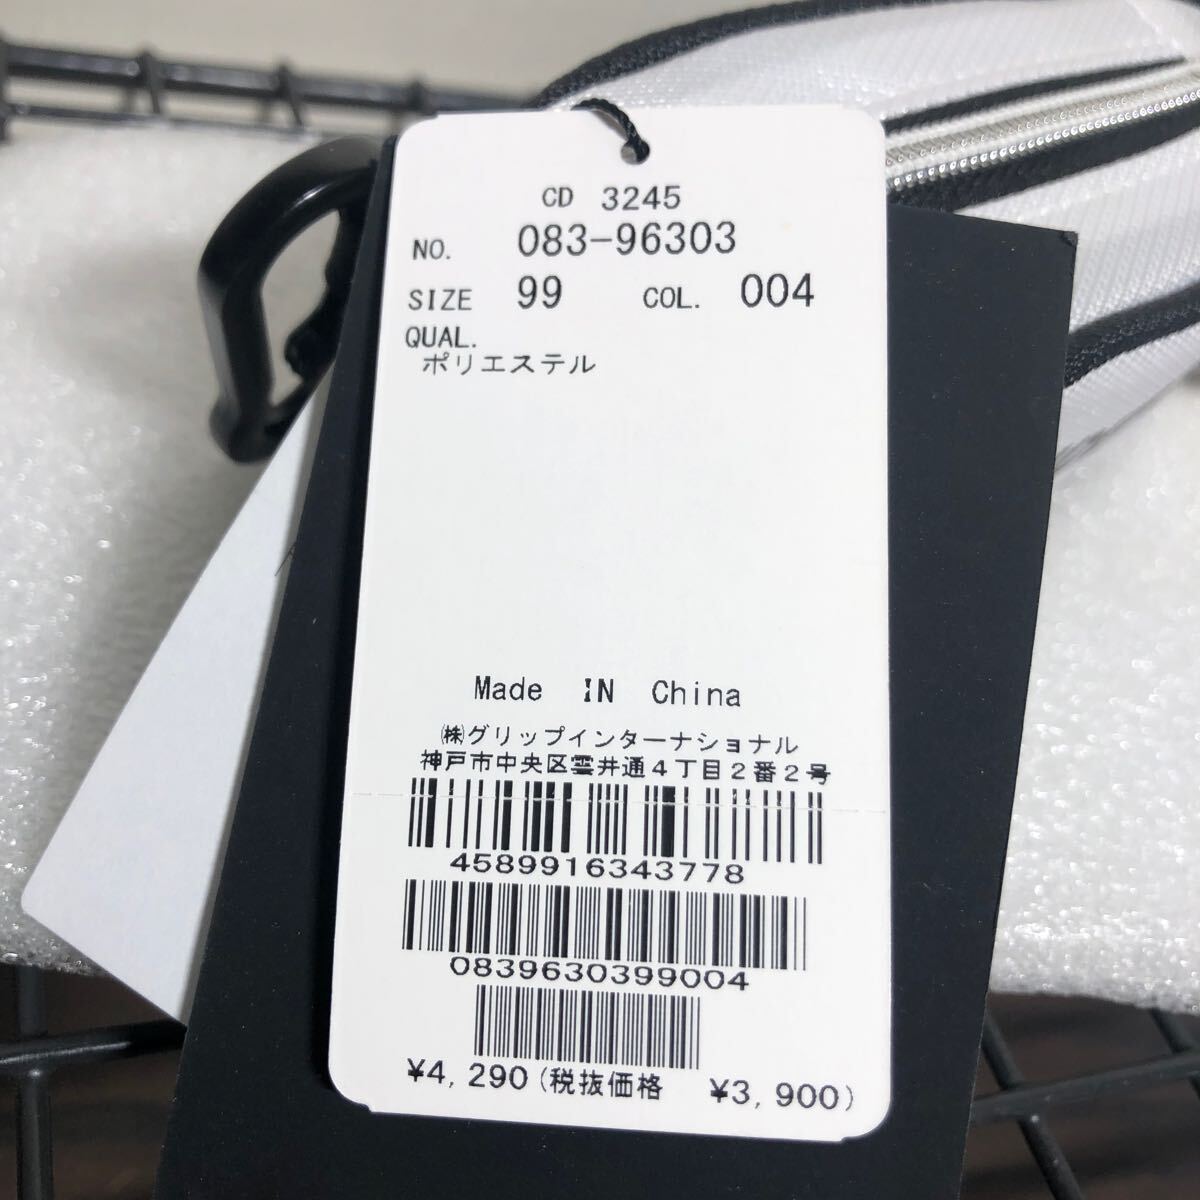 CD 3245
NO. 083-96303
SIZE 99 COL. 004
QUAL.
ポリエステル
Made IN China
㈱グリップインターナショナル
神戸市中央区雲井通4丁目2番2号
4589916343778
0839630399004
¥4,290(税抜価格 ¥3,900)